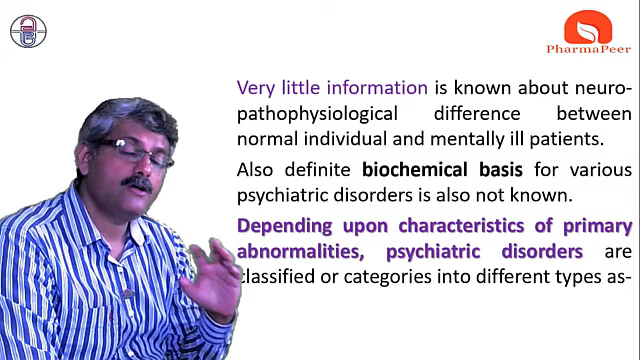 PharmaPeer
Very little information is known about neuro-
pathophysiological difference between
normal individual and mentally ill patients.
Also definite biochemical basis for various
psychiatric disorders is also not known.
Depending upon characteristics of primary
abnormalities, psychiatric disorders are
classified or categories into different types as-